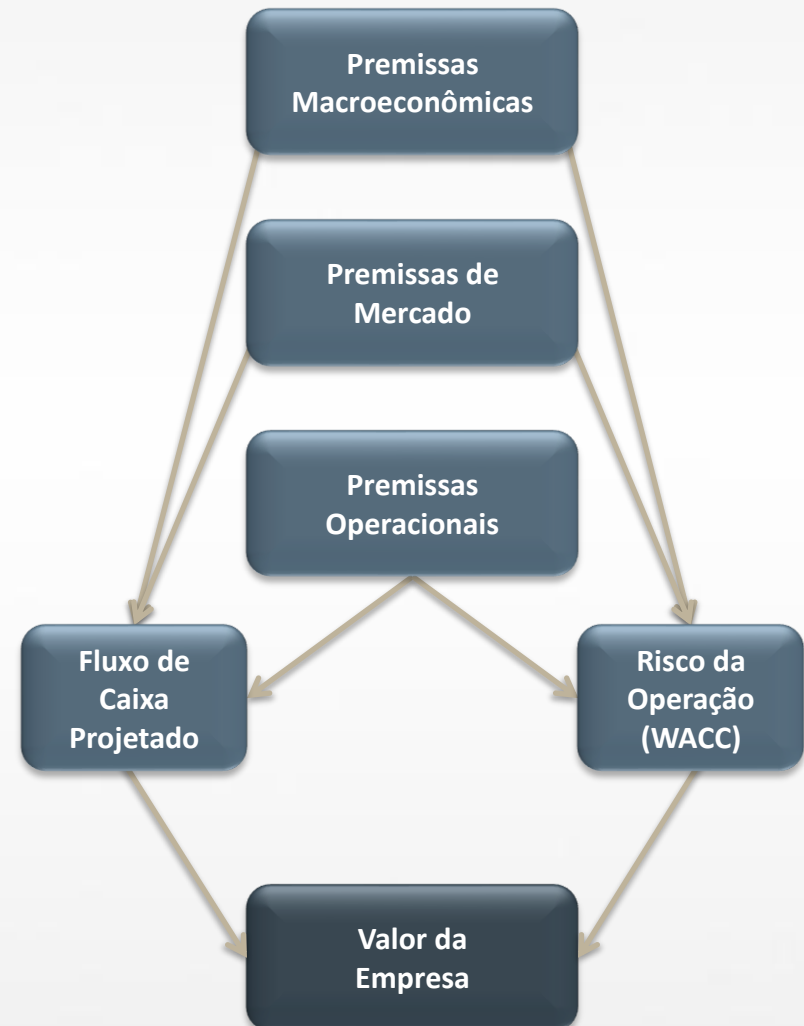 Premissas
Macroeconômicas
Premissas de
Mercado
Premissas
Operacionais
Fluxo de
Caixa
Projetado
Risco da
Operação
(WACC)
Valor da
Empresa